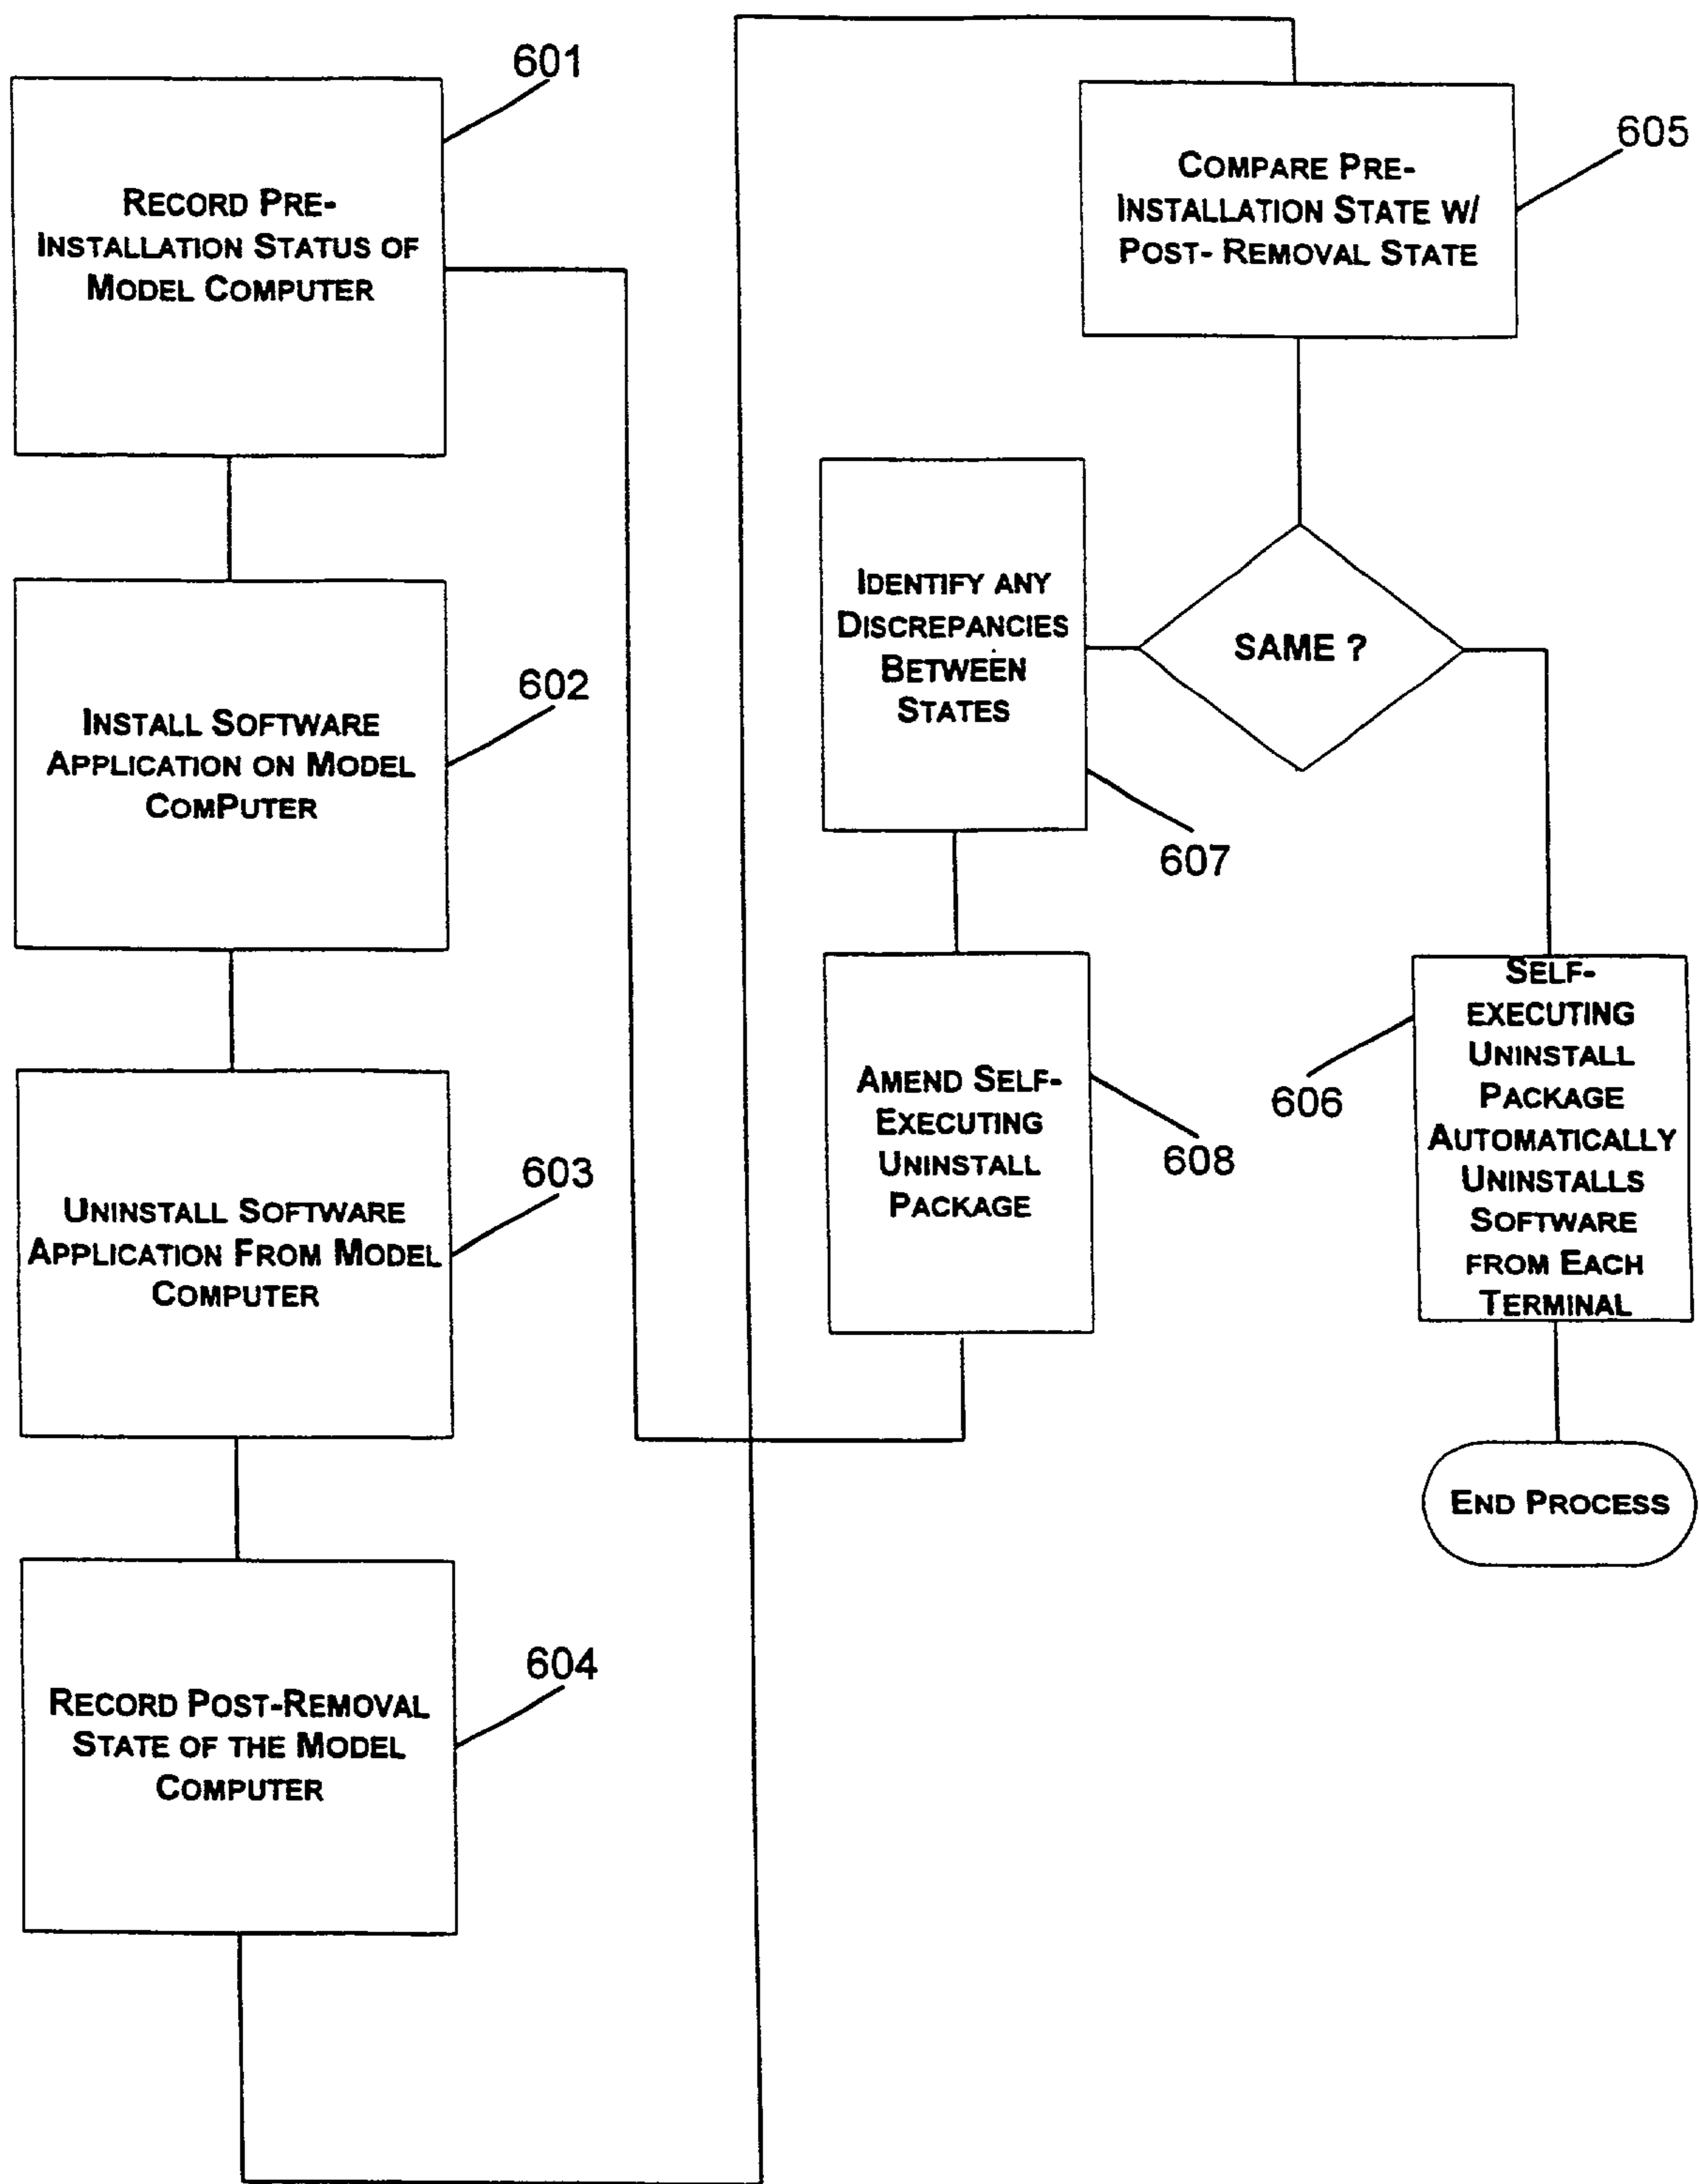 601
RECORD PRE-
INSTALLATION STATUS OF
MODEL COMPUTER
602
INSTALL SOFTWARE
APPLICATION ON MODEL
COMPUTER
603
UNINSTALL SOFTWARE
APPLICATION FROM MODEL
COMPUTER
604
RECORD POST-REMOVAL
STATE OF THE MODEL
COMPUTER
605
COMPARE PRE-
INSTALLATION STATE W/
POST- REMOVAL STATE
SAME ?
IDENTIFY ANY
DISCREPANCIES
BETWEEN
STATES
607
AMEND SELF-
EXECUTING
UNINSTALL
PACKAGE
608
606
SELF-
EXECUTING
UNINSTALL
PACKAGE
AUTOMATICALLY
UNINSTALLS
SOFTWARE
FROM EACH
TERMINAL
END PROCESS